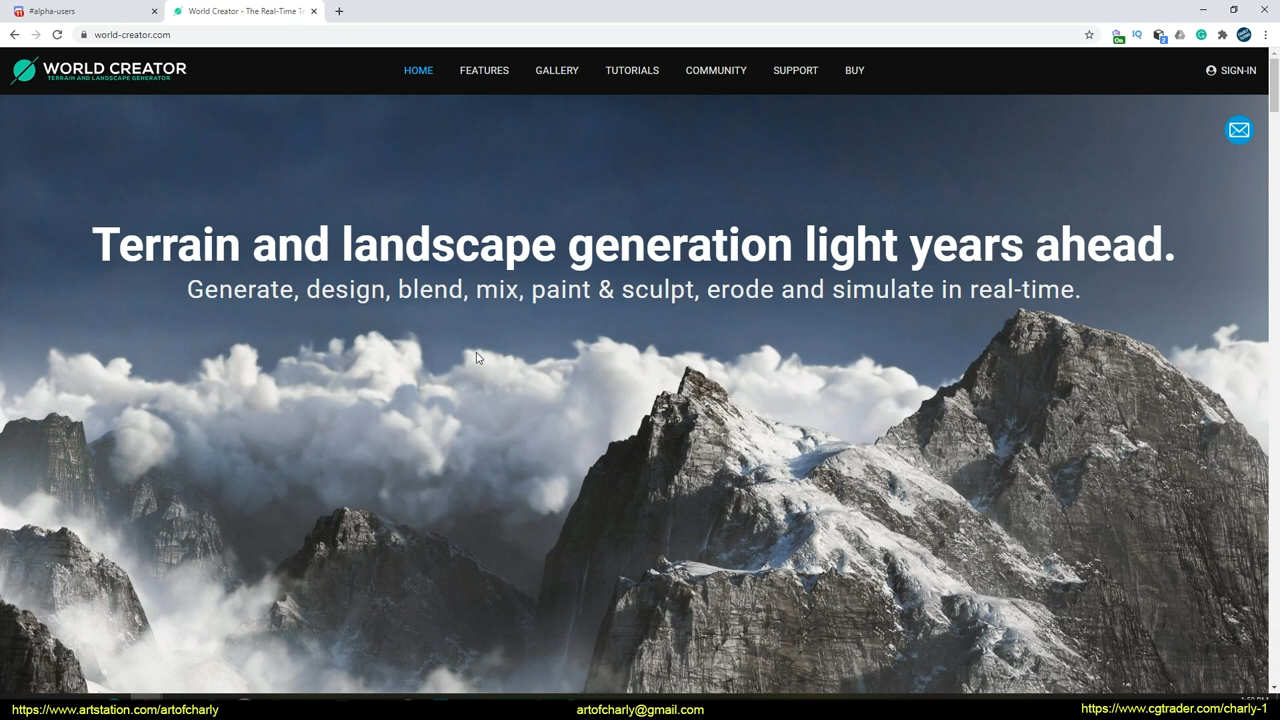 #alpha-users
World Creator - The Real-Time Te
world-creator.com
WORLD CREATOR
TERRAIN AND LANDSCAPE GENERATOR
HOME FEATURES GALLERY TUTORIALS COMMUNITY SUPPORT BUY
SIGN-IN
Terrain and landscape generation light years ahead.
Generate, design, blend, mix, paint & sculpt, erode and simulate in real-time.
https://www.artstation.com/artofcharly
artofcharly@gmail.com
https://www.cgtrader.com/charly-1